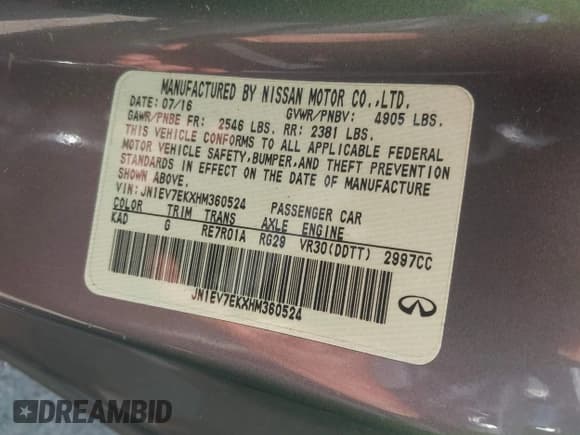 MANUFACTURED BY NISSAN MOTOR CO.,LTD.
DATE: 07/16 GVWR/PNBV: 4905 LBS.
GAWR/PNBE FR: 2546 LBS. RR: 2381 LBS.
THIS VEHICLE CONFORMS TO ALL APPLICABLE FEDERAL
MOTOR VEHICLE SAFETY,BUMPER,AND THEFT PREVENTION
STANDARDS IN EFFECT ON THE DATE OF MANUFACTURE
SHOWN ABOVE.
VIN:JN1EV7EKXHM360524 PASSENGER CAR
COLOR TRIM TRANS AXLE ENGINE
KAD G RE7R01A RG29 VR30(DDTT) 2997CC
JN1EV7EKXHM360524
DREAMBID